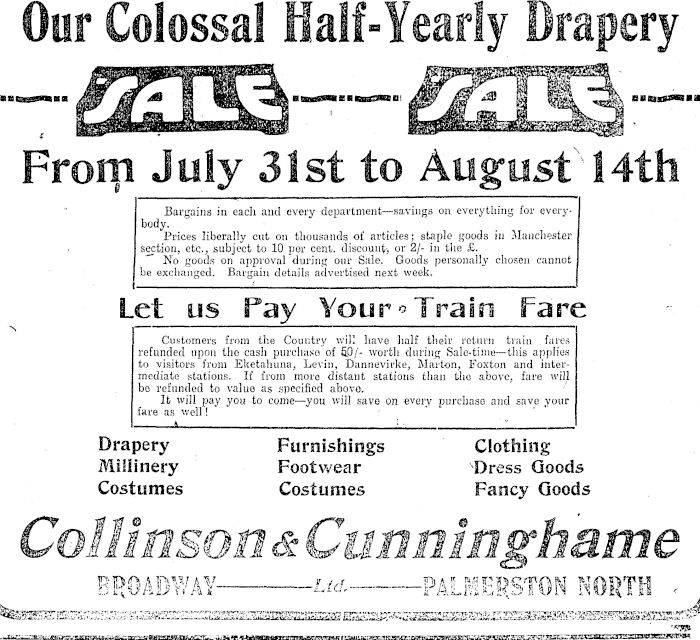 Our Colossal Half-Yearly Drapery
SALE SALE
From July 31st to August 14th
Bargains in each and every department—savings on everything for every-
body.
Prices liberally cut on thousands of articles; staple goods in Manchester
section, etc., subject to 10 per cent. discount, or 2/- in the £.
No goods on approval during our Sale. Goods personally chosen cannot
be exchanged. Bargain details advertised next week.
Let us Pay Your Train Fare
Customers from the Country will have half their return train fares
refunded upon the cash purchase of 50/- worth during Sale-time—this applies
to visitors from Eketahuna, Levin, Dannevirke, Marton, Foxton and inter-
mediate stations. If from more distant stations than the above, fare will
be refunded to value as specified above.
It will pay you to come—you will save on every purchase and save your
fare as well!
Drapery Furnishings Clothing
Millinery Footwear Dress Goods
Costumes Costumes Fancy Goods
Collinson & Cunninghame
BROADWAY—Ltd.—PALMERSTON NORTH